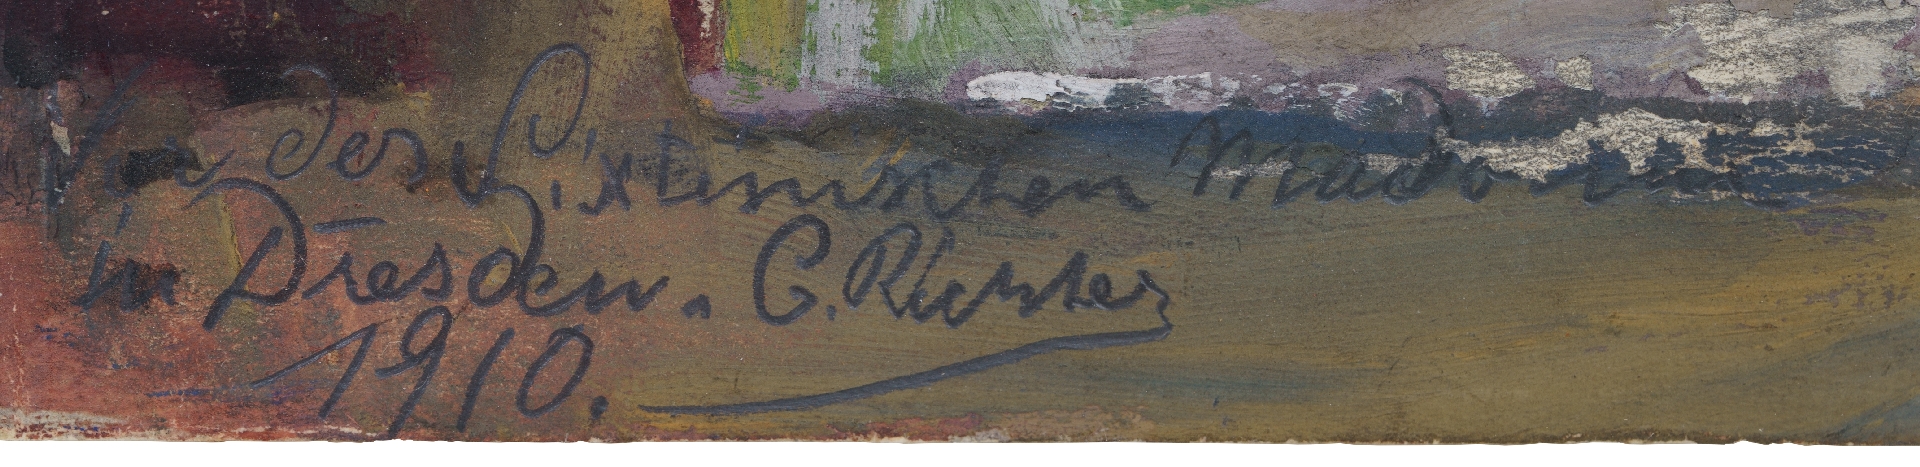 Vor der Sixtinischen Madonna
in Dresden. G. Richter
1910.